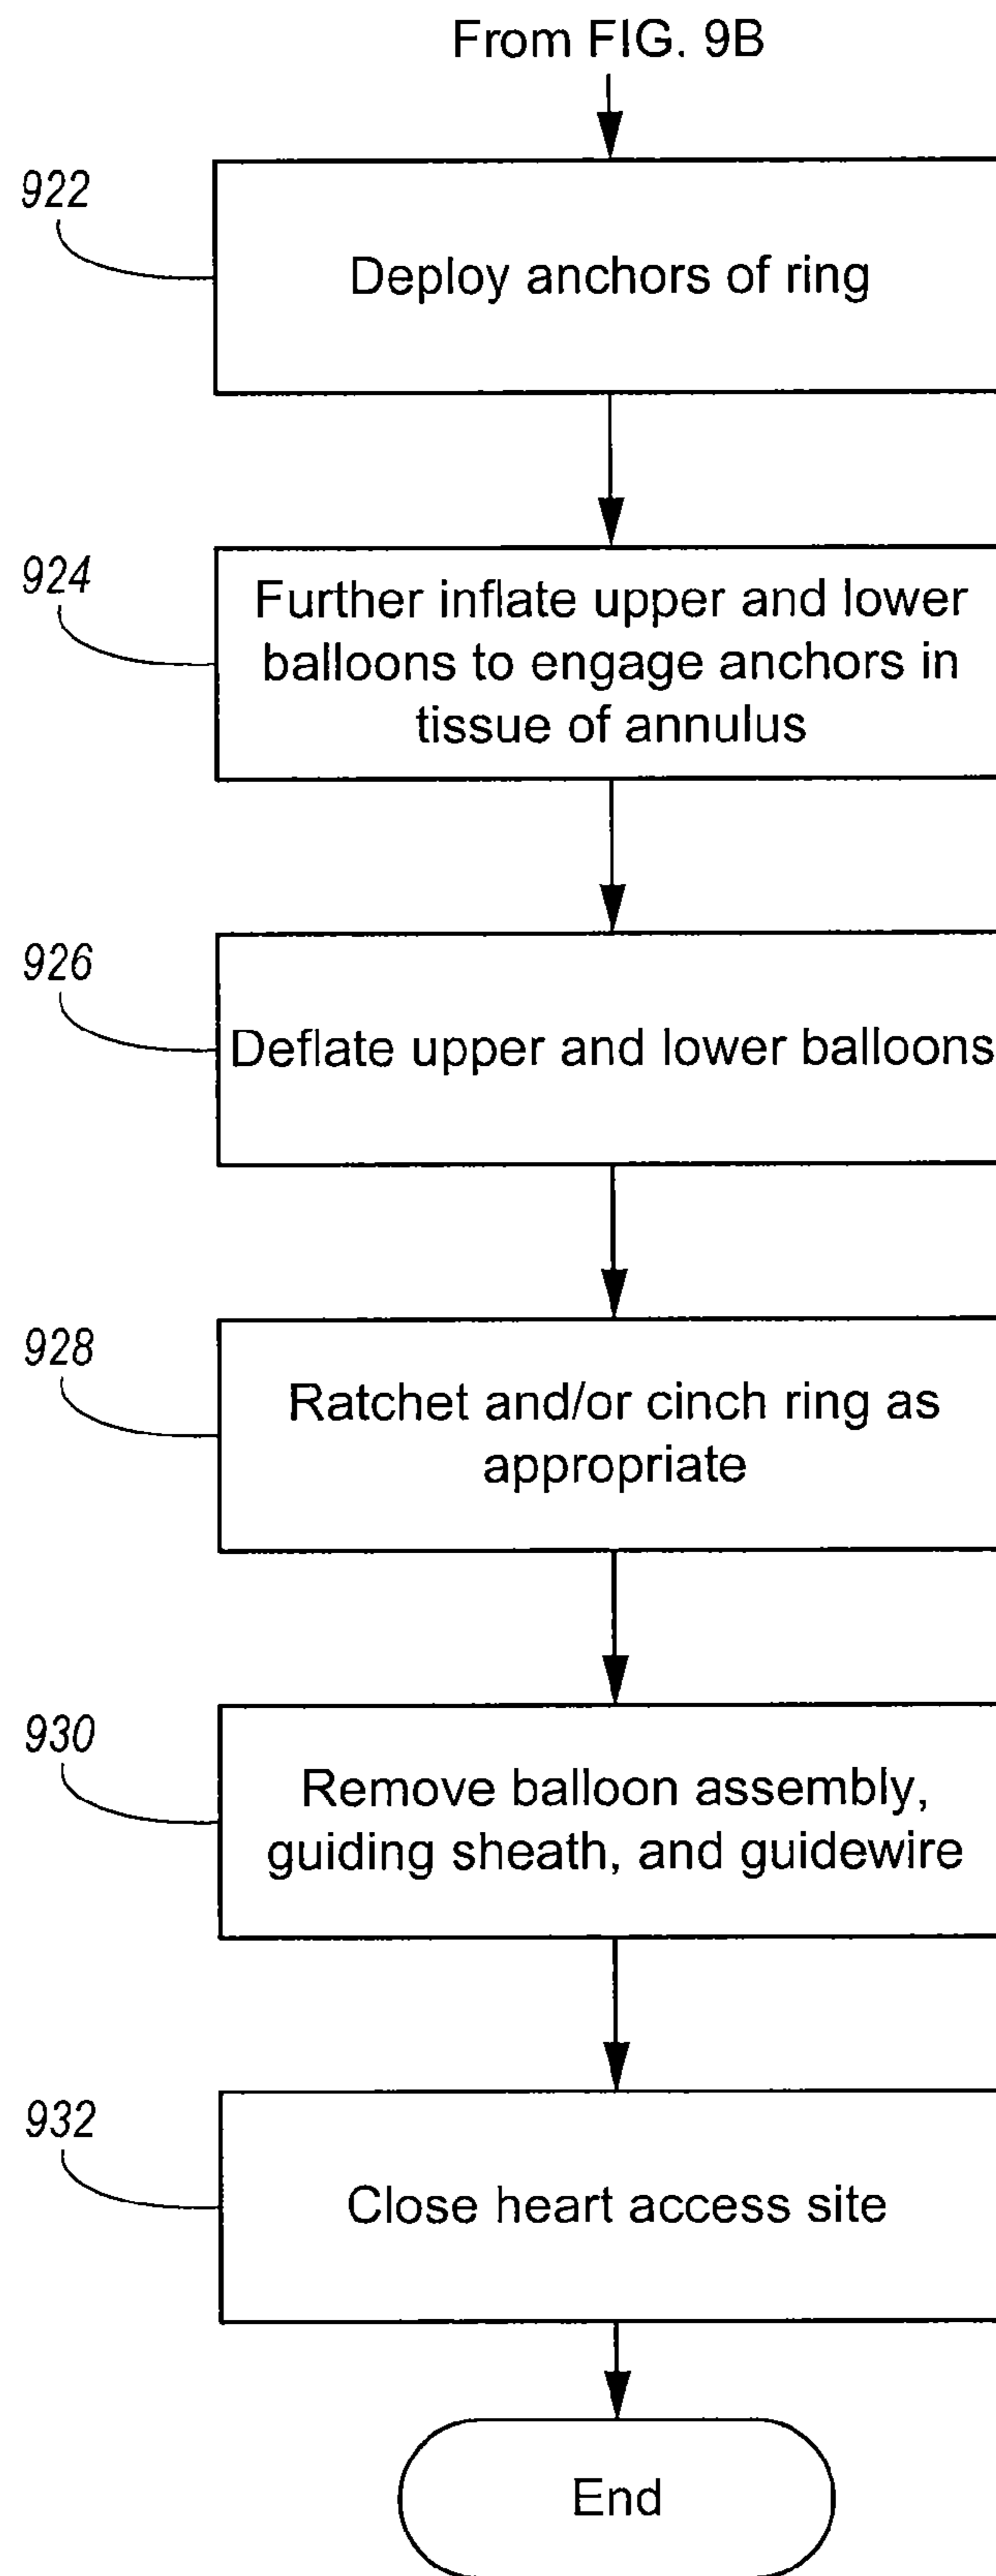 From FIG. 9B
922
Deploy anchors of ring
924
Further inflate upper and lower
balloons to engage anchors in
tissue of annulus
926
Deflate upper and lower balloons
928
Ratchet and/or cinch ring as
appropriate
930
Remove balloon assembly,
guiding sheath, and guidewire
932
Close heart access site
End